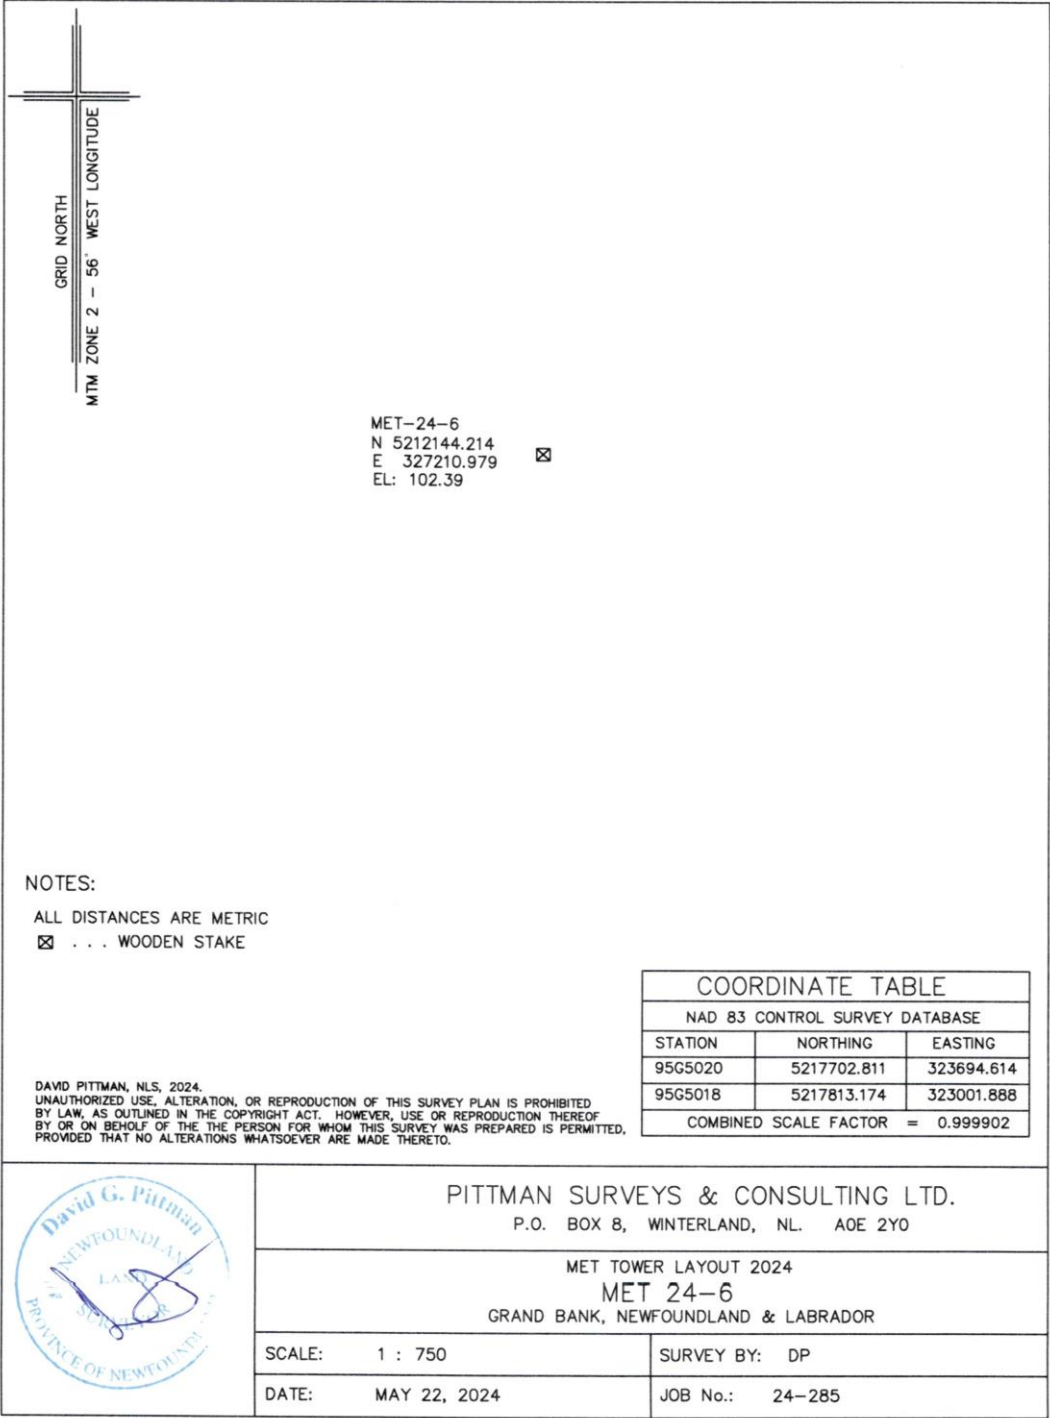 GRID NORTH
MTM ZONE 2 - 56° WEST LONGITUDE
MET-24-6
N 5212144.214
E 327210.979
EL: 102.39
NOTES:
ALL DISTANCES ARE METRIC
☒ . . . WOODEN STAKE
COORDINATE TABLE
NAD 83 CONTROL SURVEY DATABASE
STATION NORTHING EASTING
95G5020 5217702.811 323694.614
95G5018 5217813.174 323001.888
COMBINED SCALE FACTOR = 0.999902
DAVID PITTMAN, NLS, 2024.
UNAUTHORIZED USE, ALTERATION, OR REPRODUCTION OF THIS SURVEY PLAN IS PROHIBITED
BY LAW, AS OUTLINED IN THE COPYRIGHT ACT. HOWEVER, USE OR REPRODUCTION THEREOF
BY OR ON BEHOLF OF THE THE PERSON FOR WHOM THIS SURVEY WAS PREPARED IS PERMITTED,
PROVIDED THAT NO ALTERATIONS WHATSOEVER ARE MADE THERETO.
David G. Pittman
NEWFOUNDLAND
LAND
SURVEYOR
PROVINCE OF NEWFOUNDL
PITTMAN SURVEYS & CONSULTING LTD.
P.O. BOX 8, WINTERLAND, NL. A0E 2Y0
MET TOWER LAYOUT 2024
MET 24-6
GRAND BANK, NEWFOUNDLAND & LABRADOR
SCALE: 1 : 750
SURVEY BY: DP
DATE: MAY 22, 2024
JOB No.: 24-285